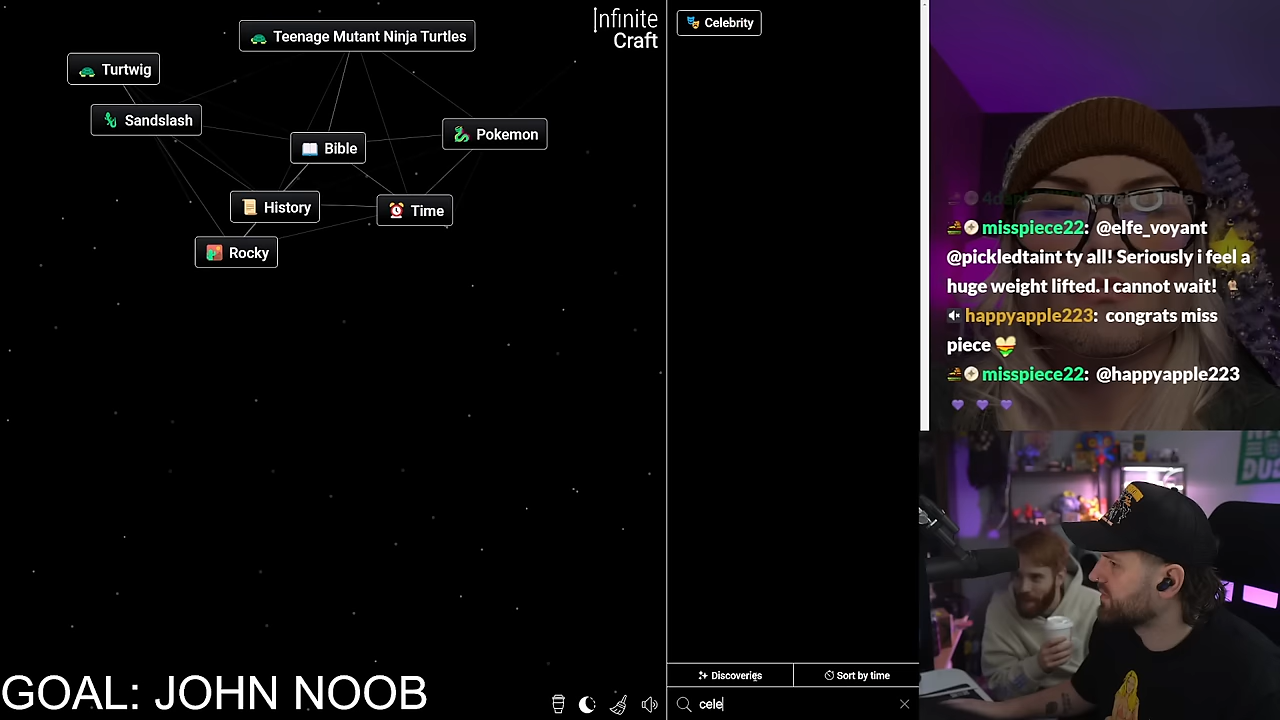 Infinite
Craft
Teenage Mutant Ninja Turtles
Turtwig
Sandslash
Bible
Pokemon
History
Time
Rocky
GOAL: JOHN NOOB
Celebrity
Discoveries
Sort by time
cele
misspiece22: @elfe_voyant
@pickledtaint ty all! Seriously i feel a
huge weight lifted. I cannot wait!
happyapple223: congrats miss
piece
misspiece22: @happyapple223